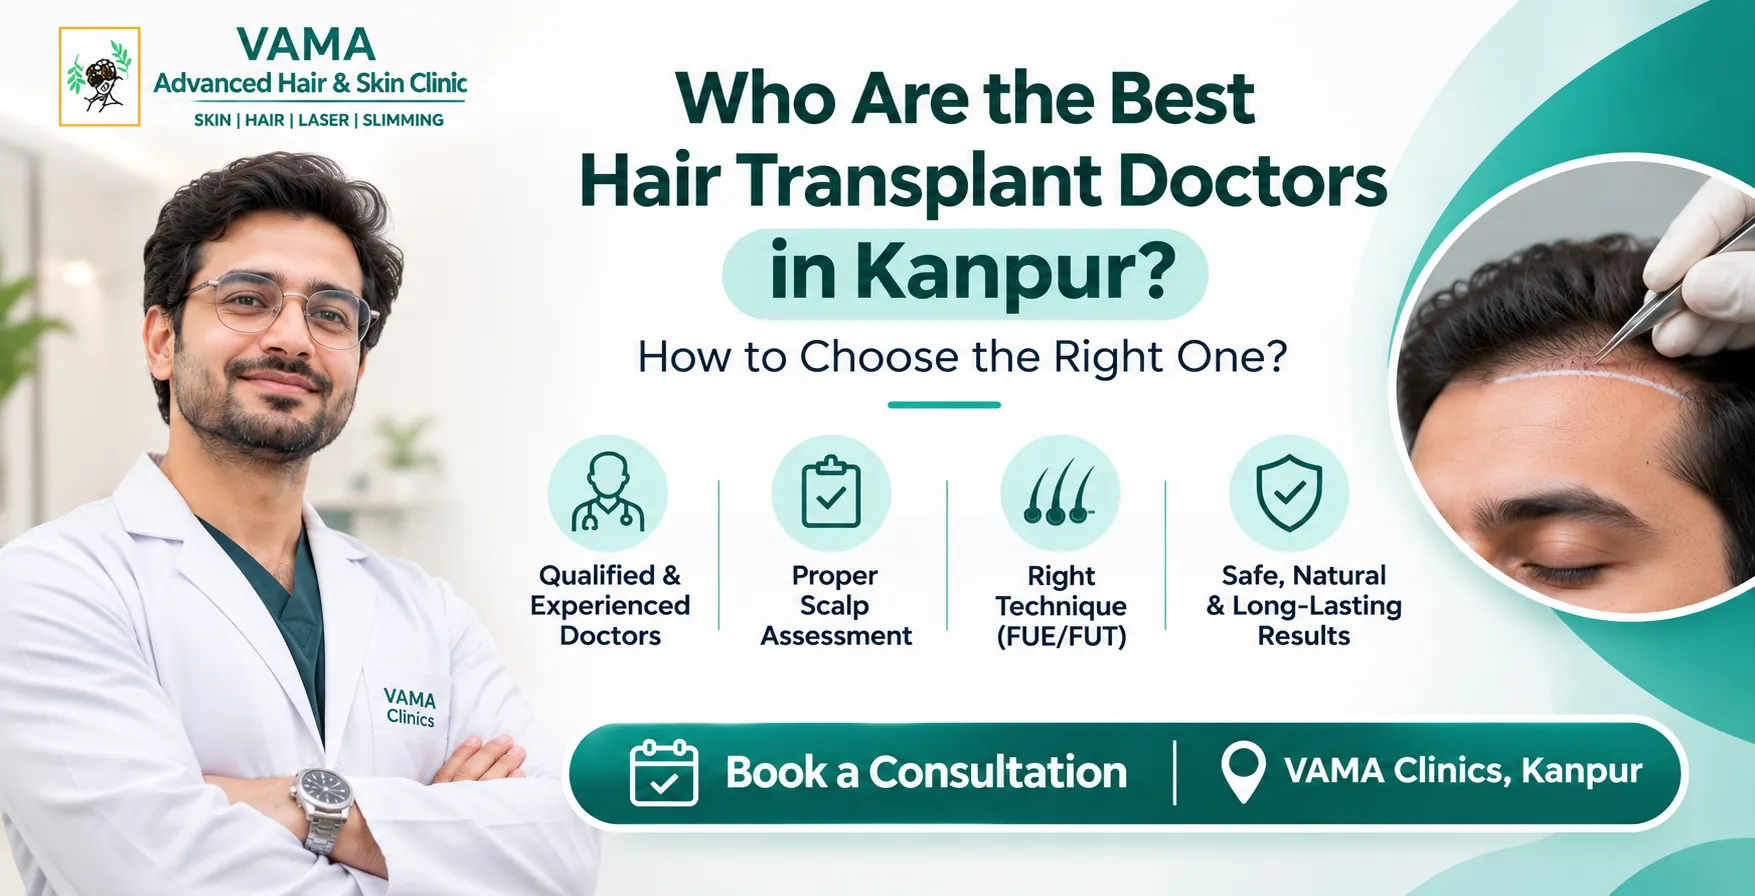 VAMA
Advanced Hair & Skin Clinic
SKIN | HAIR | LASER | SLIMMING
Who Are the Best
Hair Transplant Doctors
in Kanpur?
How to Choose the Right One?
Qualified &
Experienced
Doctors
Proper
Scalp
Assessment
Right
Technique
(FUE/FUT)
Safe, Natural
& Long-Lasting
Results
VAMA
Clinics
Book a Consultation
VAMA Clinics, Kanpur